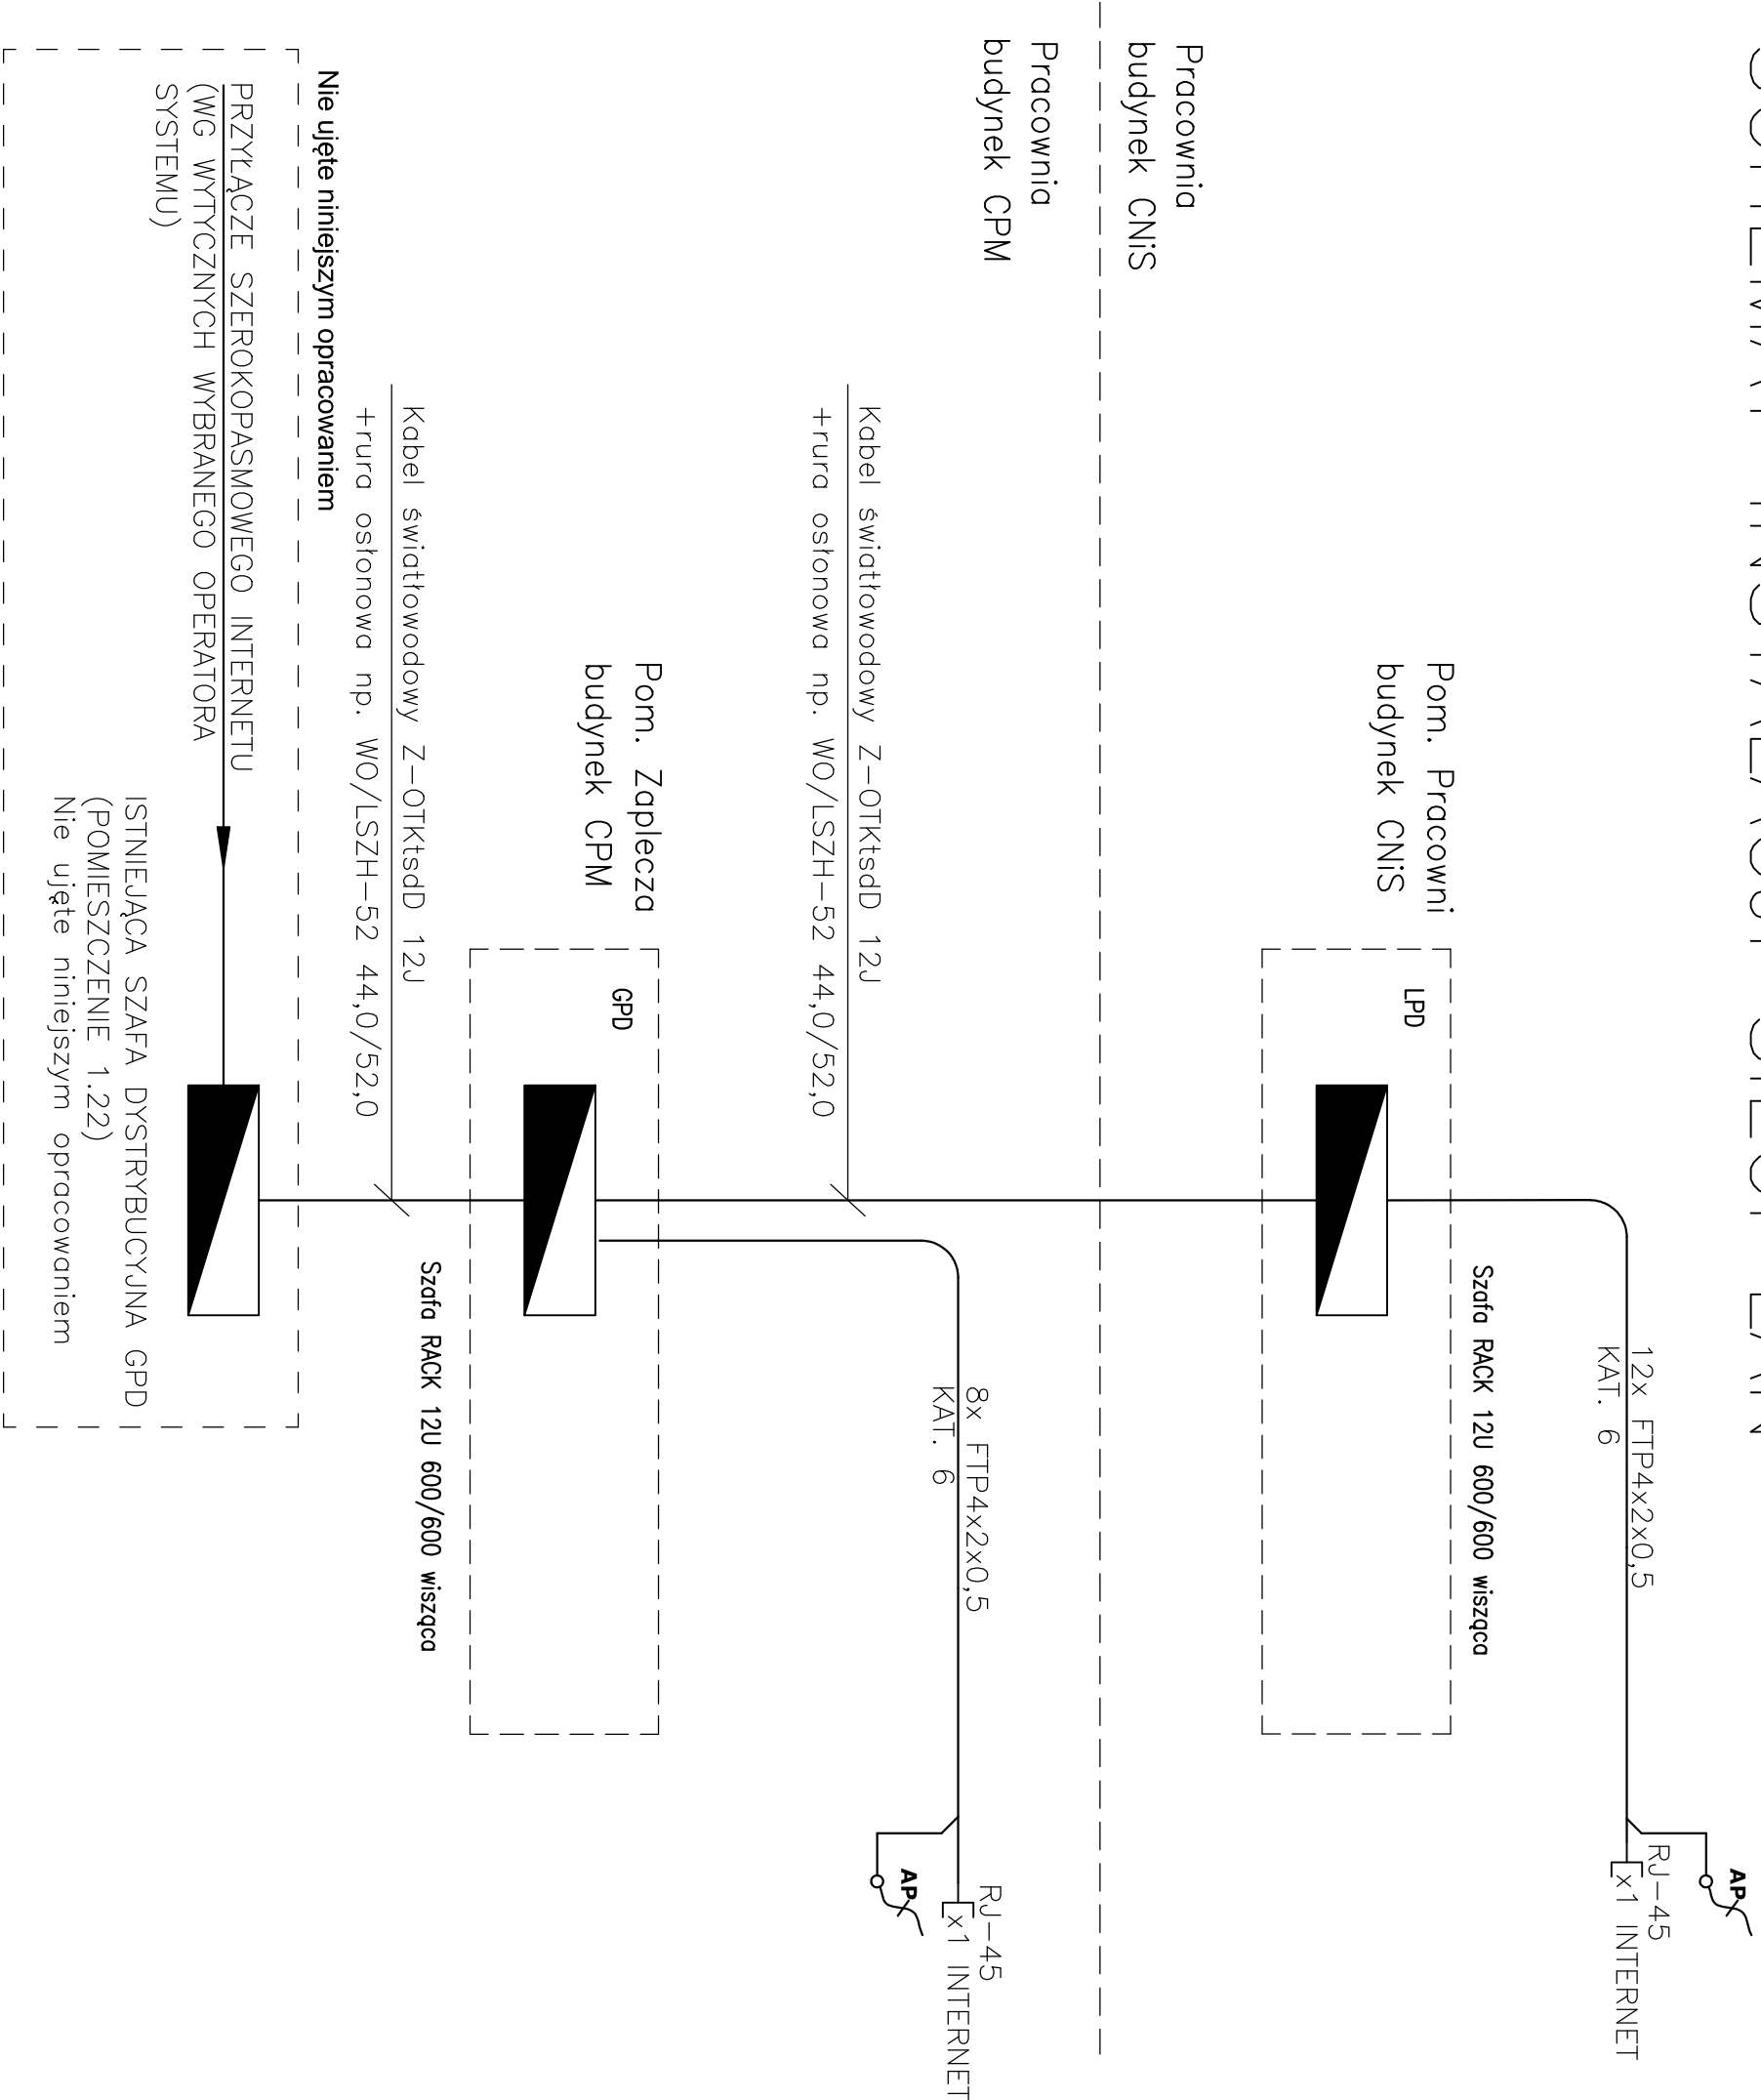 SCHEMAT INSTALACJI SIECI LAN
AP
RJ-45
x1 INTERNET
12x FTP4x2x0,5
KAT. 6
Szafa RACK 12U 600/600 wisząca
Pom. Pracowni
budynek CNiS
LPD
Pracownia
budynek CNiS
Pracownia
budynek CPM
RJ-45
x1 INTERNET
AP
8x FTP4x2x0,5
KAT. 6
Kabel światłowodowy Z-OTKtsdD 12J
+rura osłonowa np. WO/LSZH-52 44,0/52,0
Pom. Zaplecza
budynek CPM
GPD
Szafa RACK 12U 600/600 wisząca
Kabel światłowodowy Z-OTKtsdD 12J
+rura osłonowa np. WO/LSZH-52 44,0/52,0
Nie ujęte niniejszym opracowaniem
PRZYŁĄCZE SZEROKOPASMOWEGO INTERNETU
(WG WYTYCZNYCH WYBRANEGO OPERATORA
SYSTEMU)
ISTNIEJĄCA SZAFA DYSTRYBUCYJNA GPD
(POMIESZCZENIE 1.22)
Nie ujęte niniejszym opracowaniem